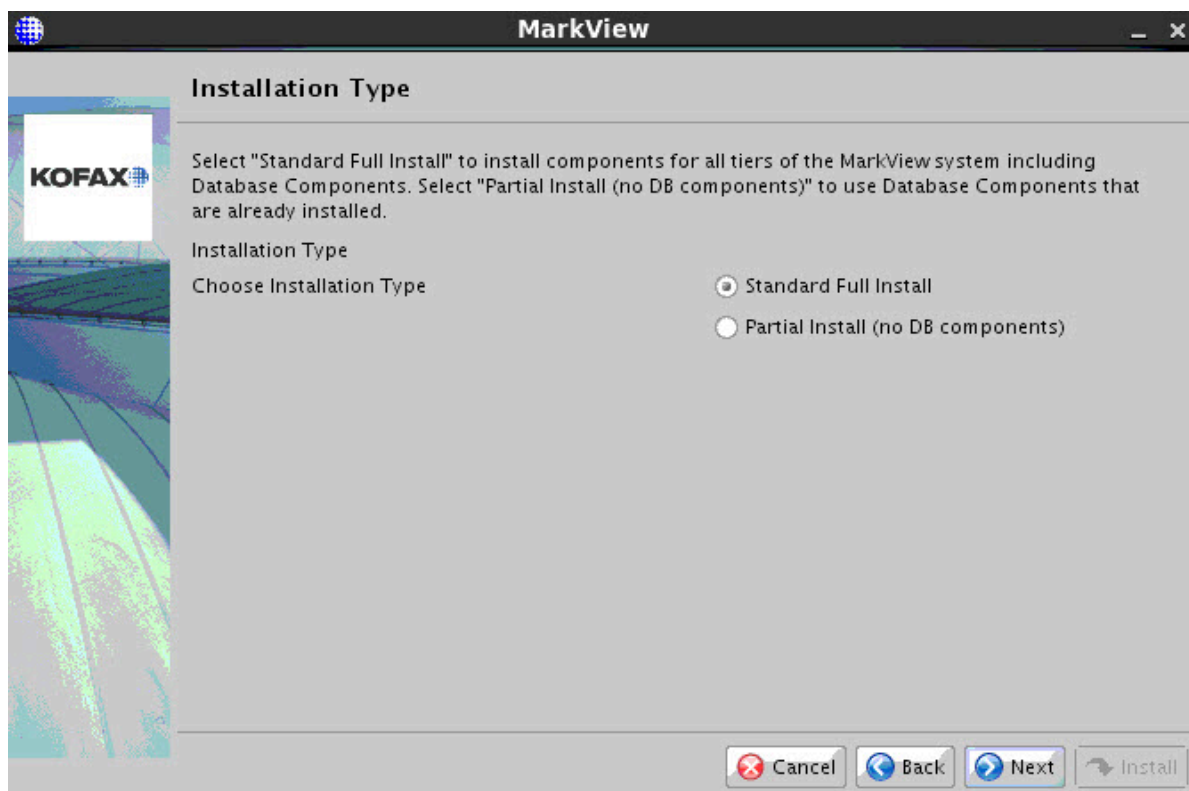 MarkView
Installation Type
KOFAX
Select "Standard Full Install" to install components for all tiers of the MarkView system including
Database Components. Select "Partial Install (no DB components)" to use Database Components that
are already installed.
Installation Type
Choose Installation Type
Standard Full Install
Partial Install (no DB components)
Cancel
Back
Next
Install